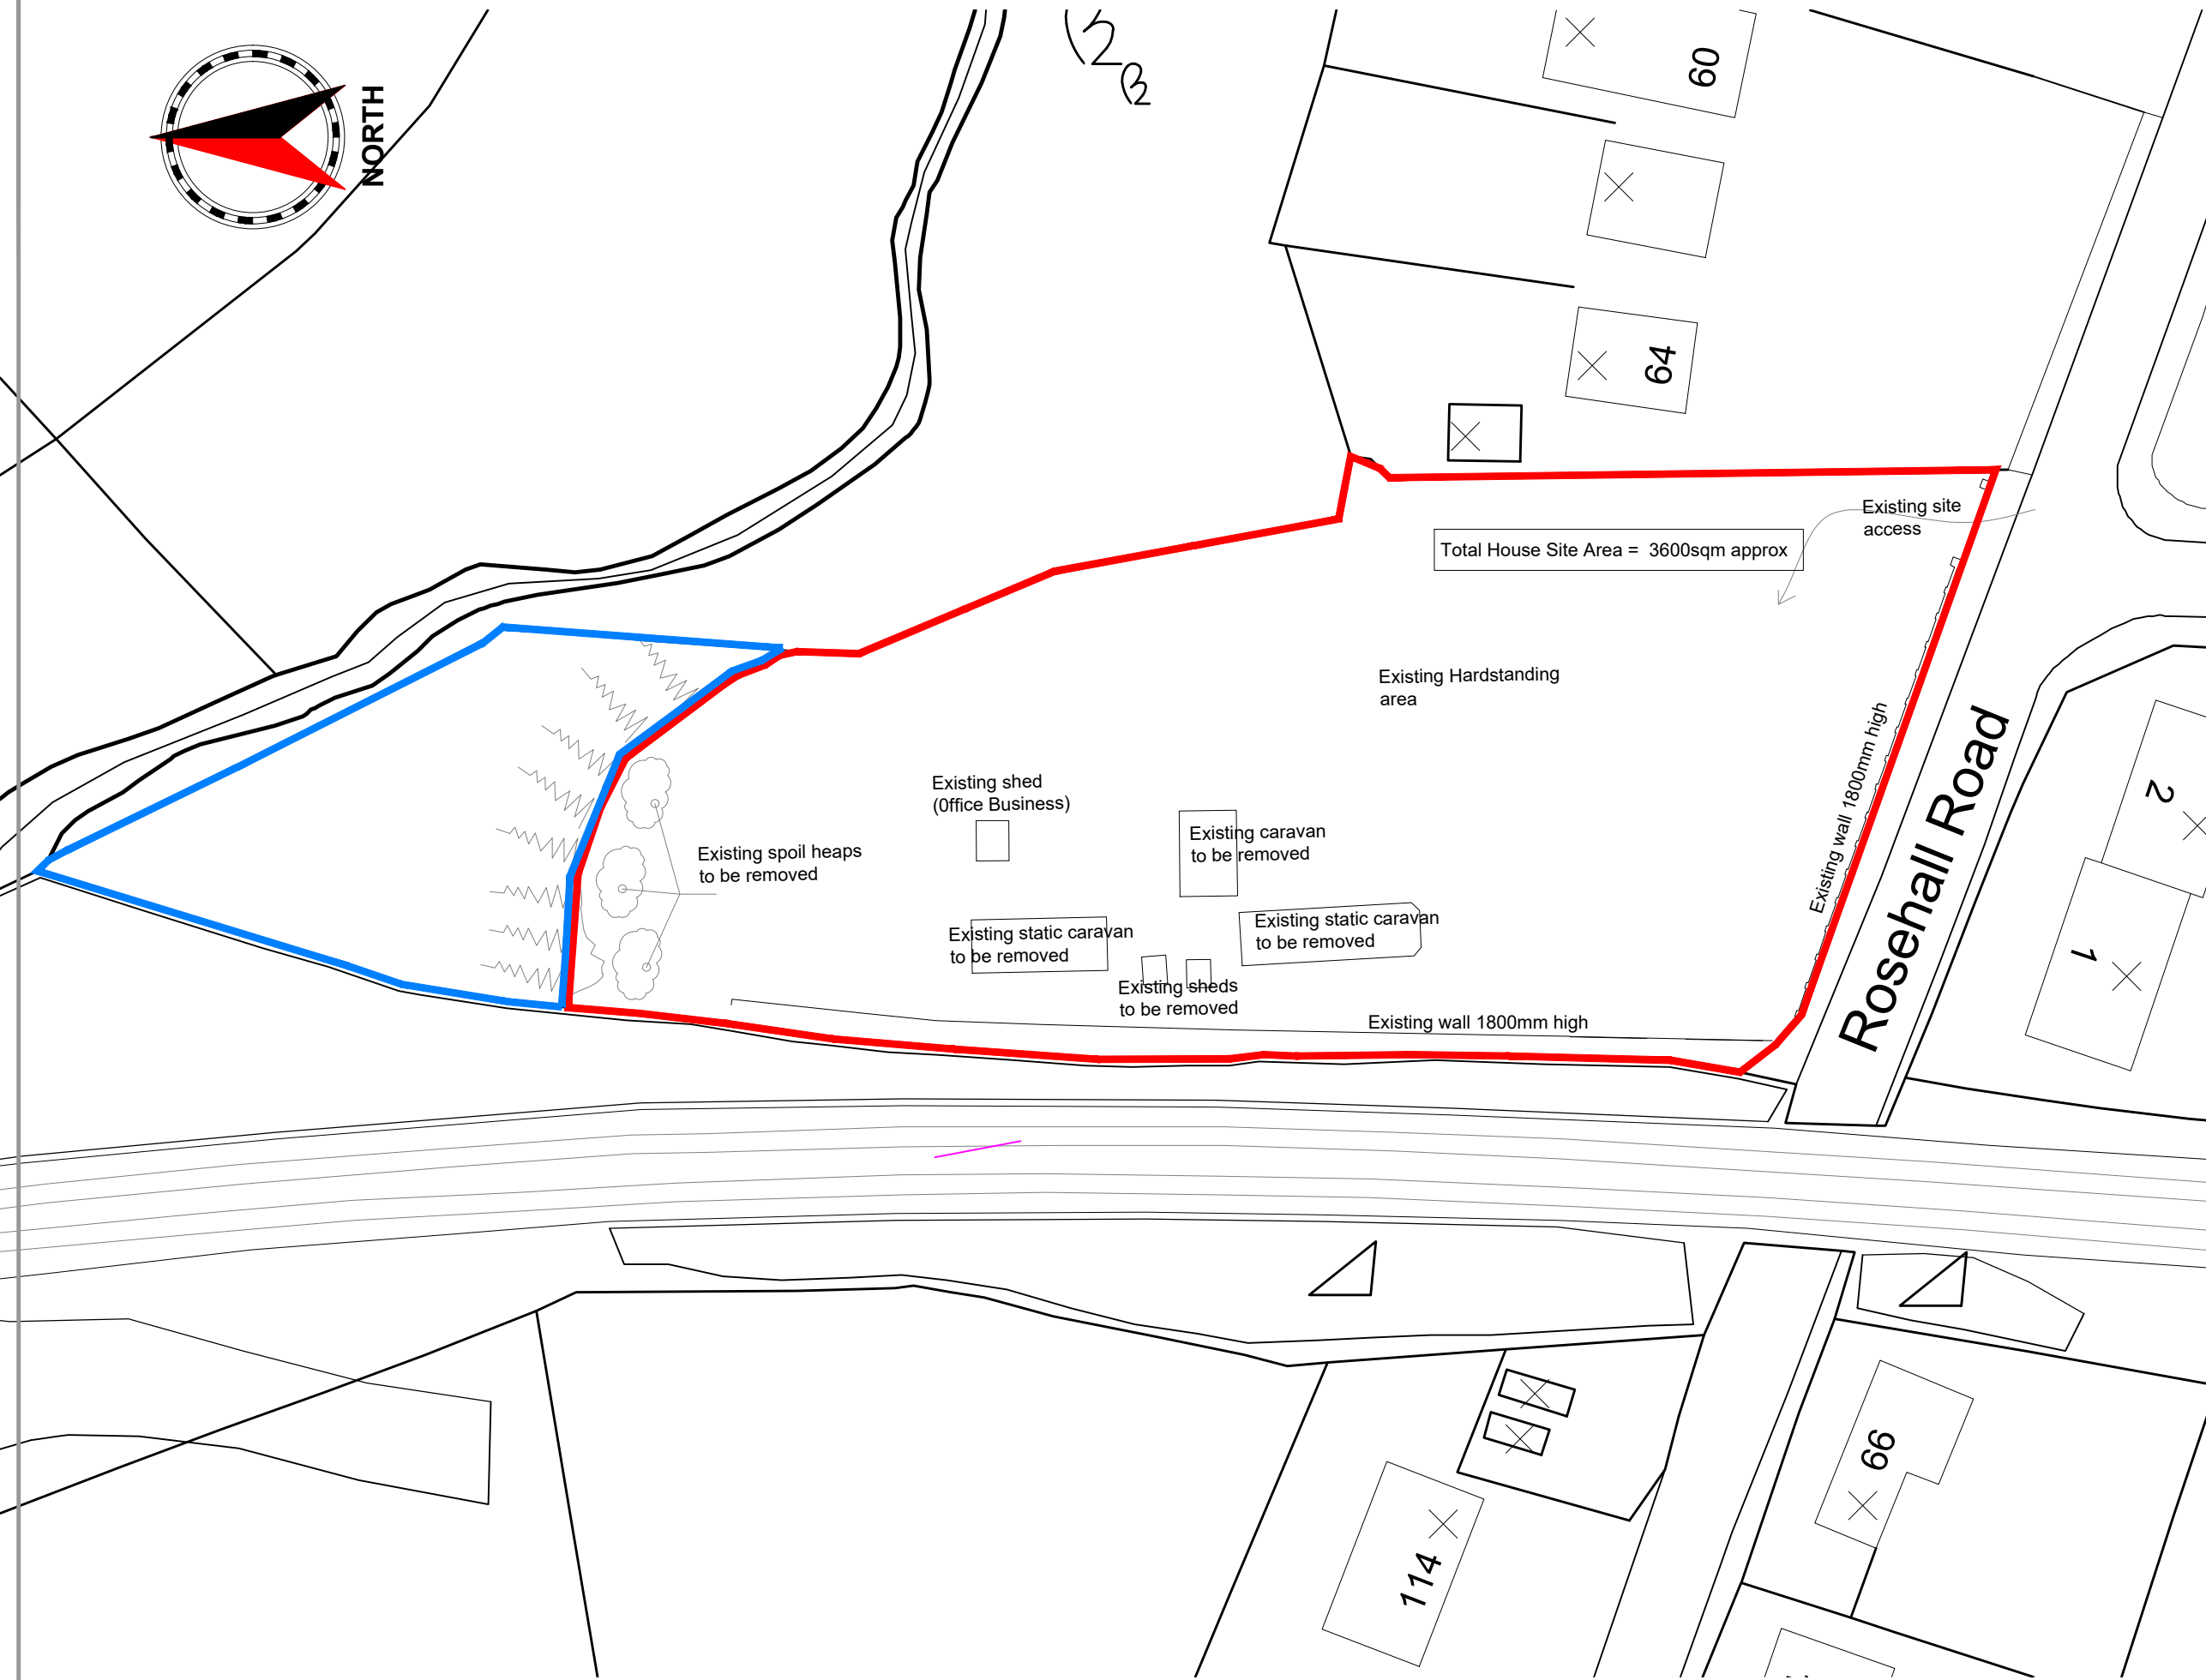 NORTH
60
64
Existing site
access
Total House Site Area = 3600sqm approx
Existing Hardstanding
area
Existing wall 1800mm high
Rosehall Road
2
1
Existing shed
(0ffice Business)
Existing caravan
to be removed
Existing spoil heaps
to be removed
Existing static caravan
to be removed
Existing static caravan
to be removed
Existing sheds
to be removed
Existing wall 1800mm high
66
114